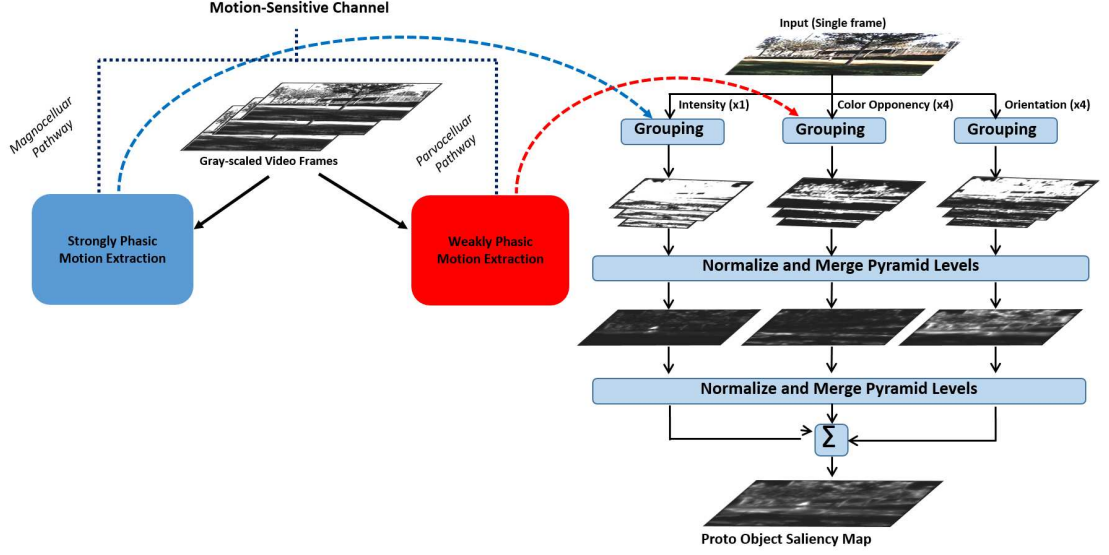 Motion-Sensitive Channel
Magnocelluar
Pathway
Gray-scaled Video Frames
Parvocelluar
Pathway
Strongly Phasic
Motion Extraction
Weakly Phasic
Motion Extraction
Input (Single frame)
Intensity (x1)
Color Opponency (x4)
Orientation (x4)
Grouping
Grouping
Grouping
Normalize and Merge Pyramid Levels
Normalize and Merge Pyramid Levels
Σ
Proto Object Saliency Map